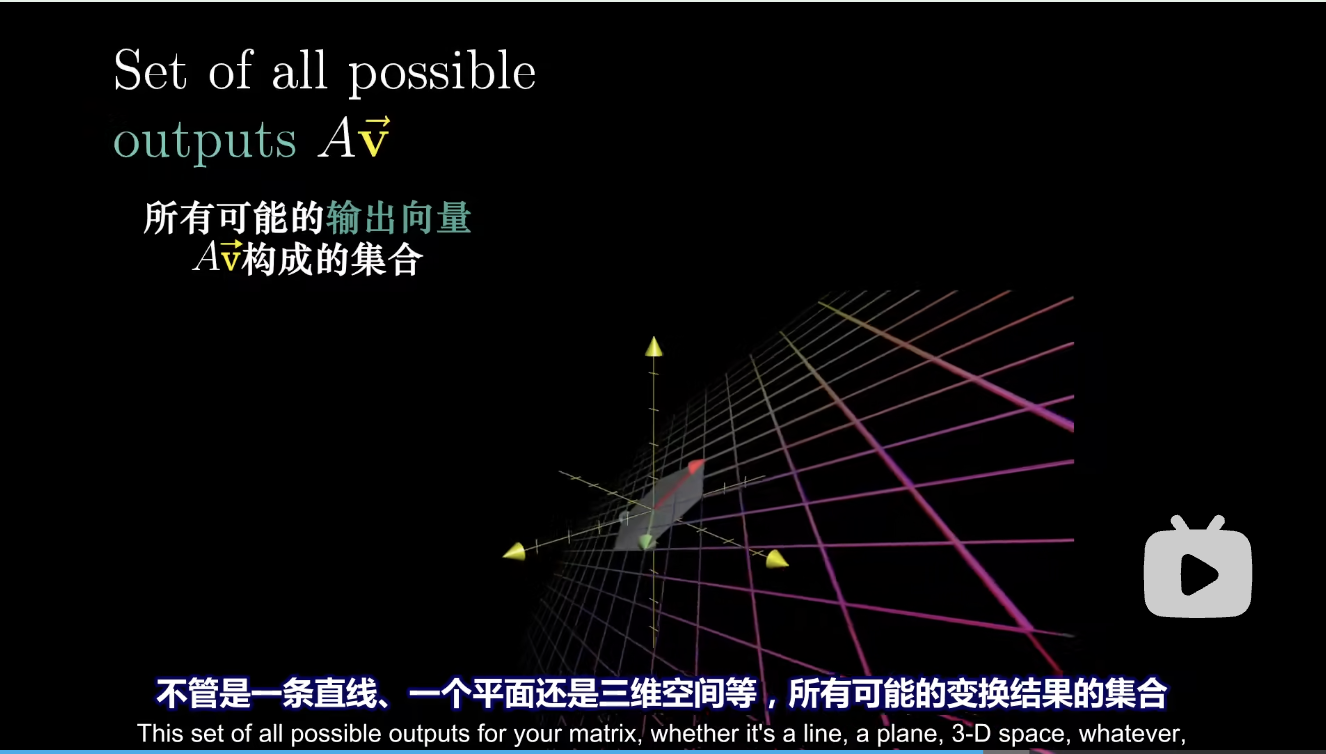 Set of all possible
outputs A\vec{v}
所有可能的输出向量
A\vec{v}构成的集合
不管是一条直线、一个平面还是三维空间等，所有可能的变换结果的集合
This set of all possible outputs for your matrix, whether it's a line, a plane, 3-D space, whatever,